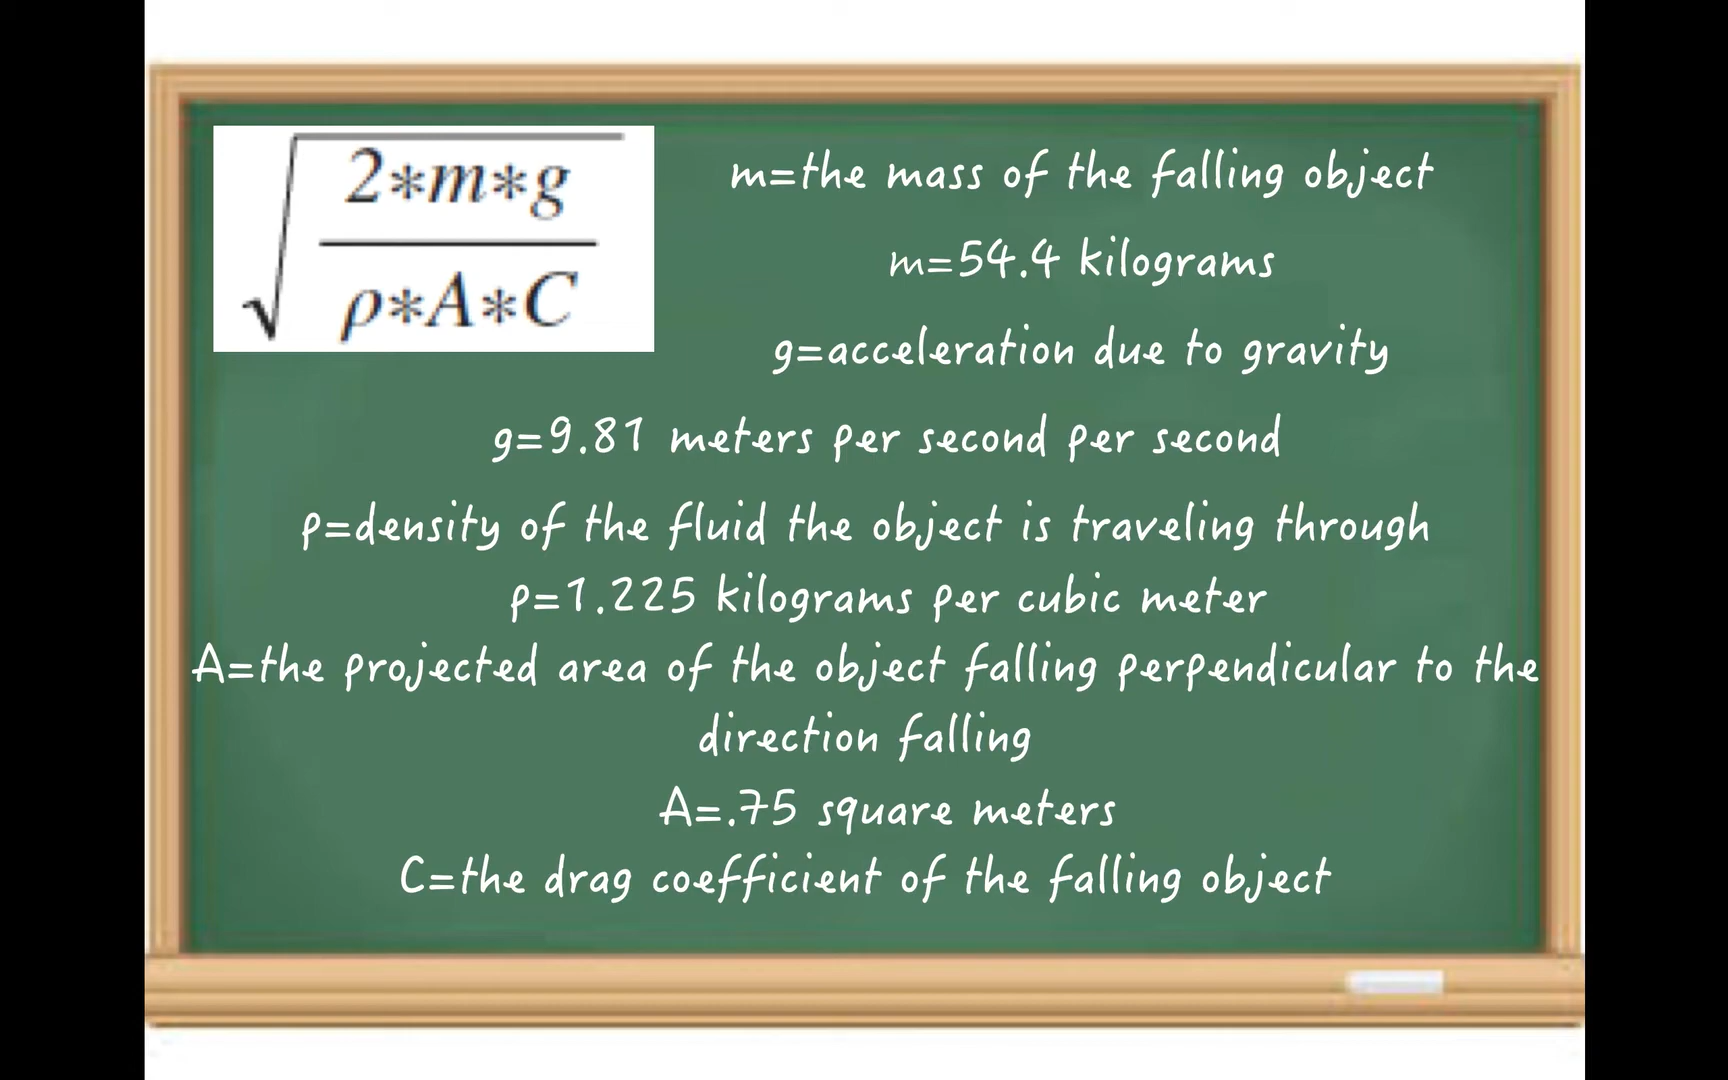 √
2*m*g
ρ*A*C
m=the mass of the falling object
m=54.4 kilograms
g=acceleration due to gravity
g=9.81 meters per second per second
ρ=density of the fluid the object is traveling through
ρ=1.225 kilograms per cubic meter
A=the projected area of the object falling perpendicular to the
direction falling
A=.75 square meters
C=the drag coefficient of the falling object